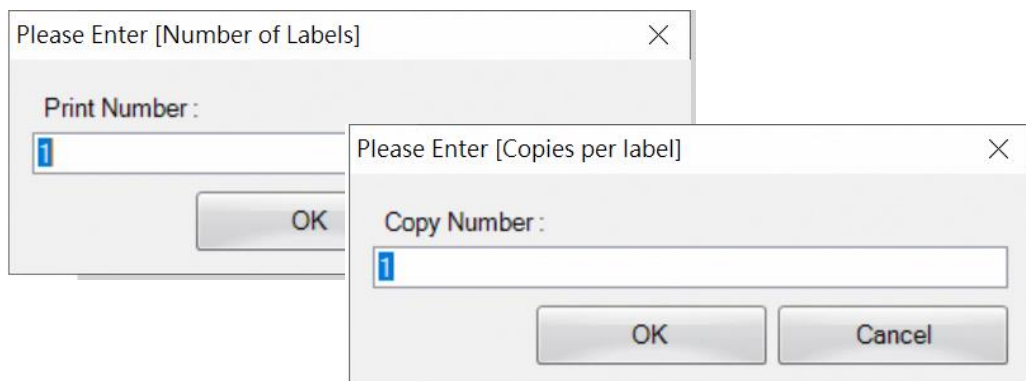 Please Enter [Number of Labels]
Print Number :
1
OK
Please Enter [Copies per label]
Copy Number :
1
OK Cancel